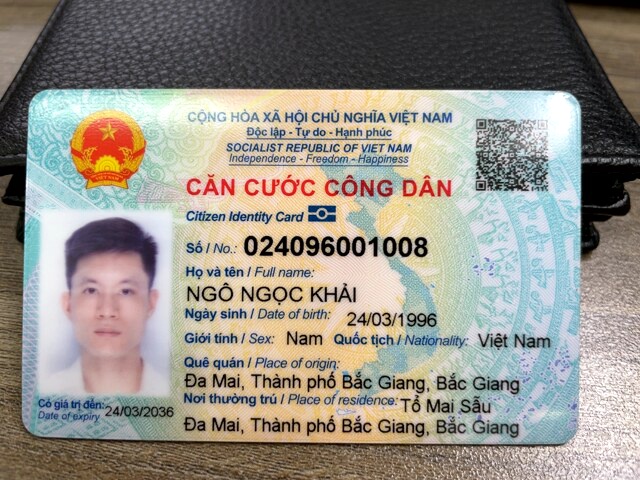 CỘNG HÒA XÃ HỘI CHỦ NGHĨA VIỆT NAM
Độc lập - Tự do - Hạnh phúc
SOCIALIST REPUBLIC OF VIET NAM
Independence - Freedom - Happiness
CĂN CƯỚC CÔNG DÂN
Citizen Identity Card
Số / No.: 024096001008
Họ và tên / Full name:
NGÔ NGỌC KHẢI
Ngày sinh / Date of birth: 24/03/1996
Giới tính / Sex: Nam Quốc tịch / Nationality: Việt Nam
Quê quán / Place of origin:
Đa Mai, Thành phố Bắc Giang, Bắc Giang
Nơi thường trú / Place of residence: Tổ Mai Sẫu
Đa Mai, Thành phố Bắc Giang, Bắc Giang
Có giá trị đến: 24/03/2036
Date of expiry